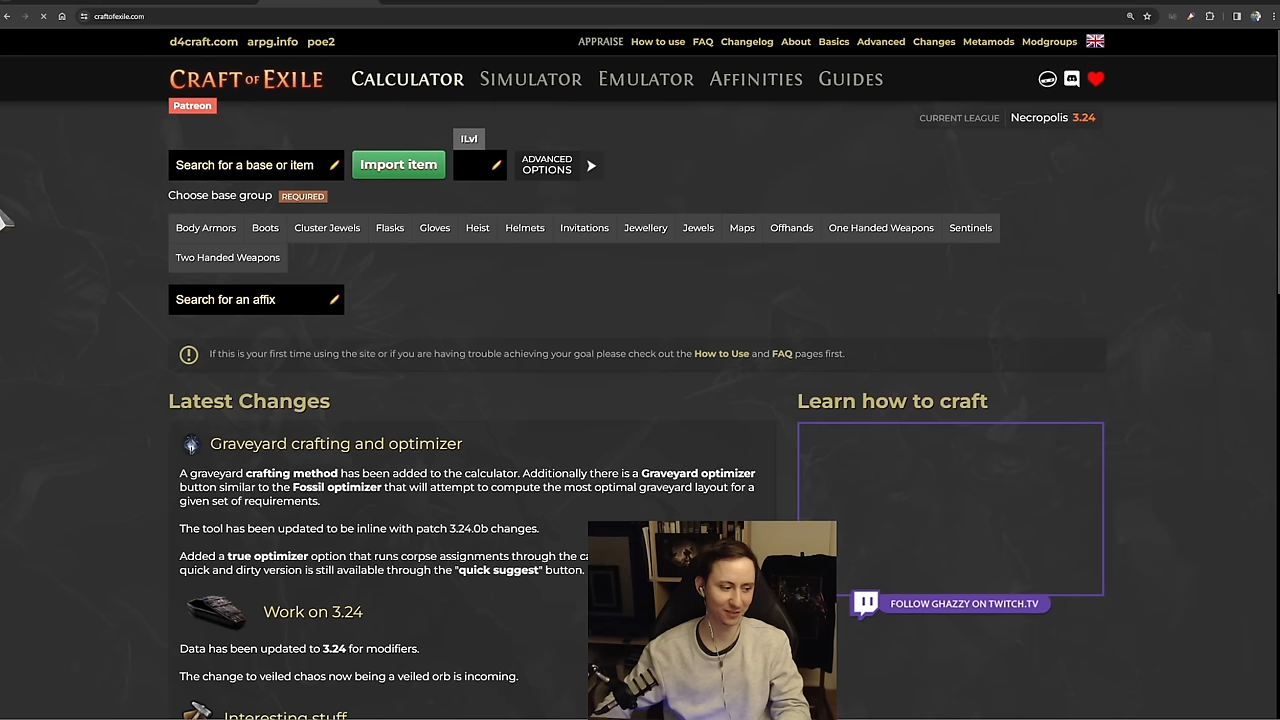 craftofexile.com
d4craft.com arpg.info poe2
APPRAISE How to use FAQ Changelog About Basics Advanced Changes Metamods Modgroups
CRAFT OF EXILE CALCULATOR SIMULATOR EMULATOR AFFINITIES GUIDES
Patreon
CURRENT LEAGUE Necropolis 3.24
ILvl
Search for a base or item Import item ADVANCED
OPTIONS
Choose base group REQUIRED
Body Armors Boots Cluster Jewels Flasks Gloves Heist Helmets Invitations Jewellery Jewels Maps Offhands One Handed Weapons Sentinels
Two Handed Weapons
Search for an affix
If this is your first time using the site or if you are having trouble achieving your goal please check out the How to Use and FAQ pages first.
Latest Changes
Learn how to craft
Graveyard crafting and optimizer
A graveyard crafting method has been added to the calculator. Additionally there is a Graveyard optimizer
button similar to the Fossil optimizer that will attempt to compute the most optimal graveyard layout for a
given set of requirements.
The tool has been updated to be inline with patch 3.24.0b changes.
Added a true optimizer option that runs corpse assignments through the
quick and dirty version is still available through the "quick suggest" button.
FOLLOW GHAZZY ON TWITCH.TV
Work on 3.24
Data has been updated to 3.24 for modifiers.
The change to veiled chaos now being a veiled orb is incoming.
Interesting stuff